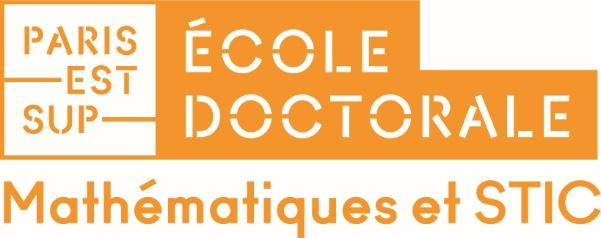 PARIS
EST
SUP
ÉCOLE
DOCTORALE
Mathématiques et STIC